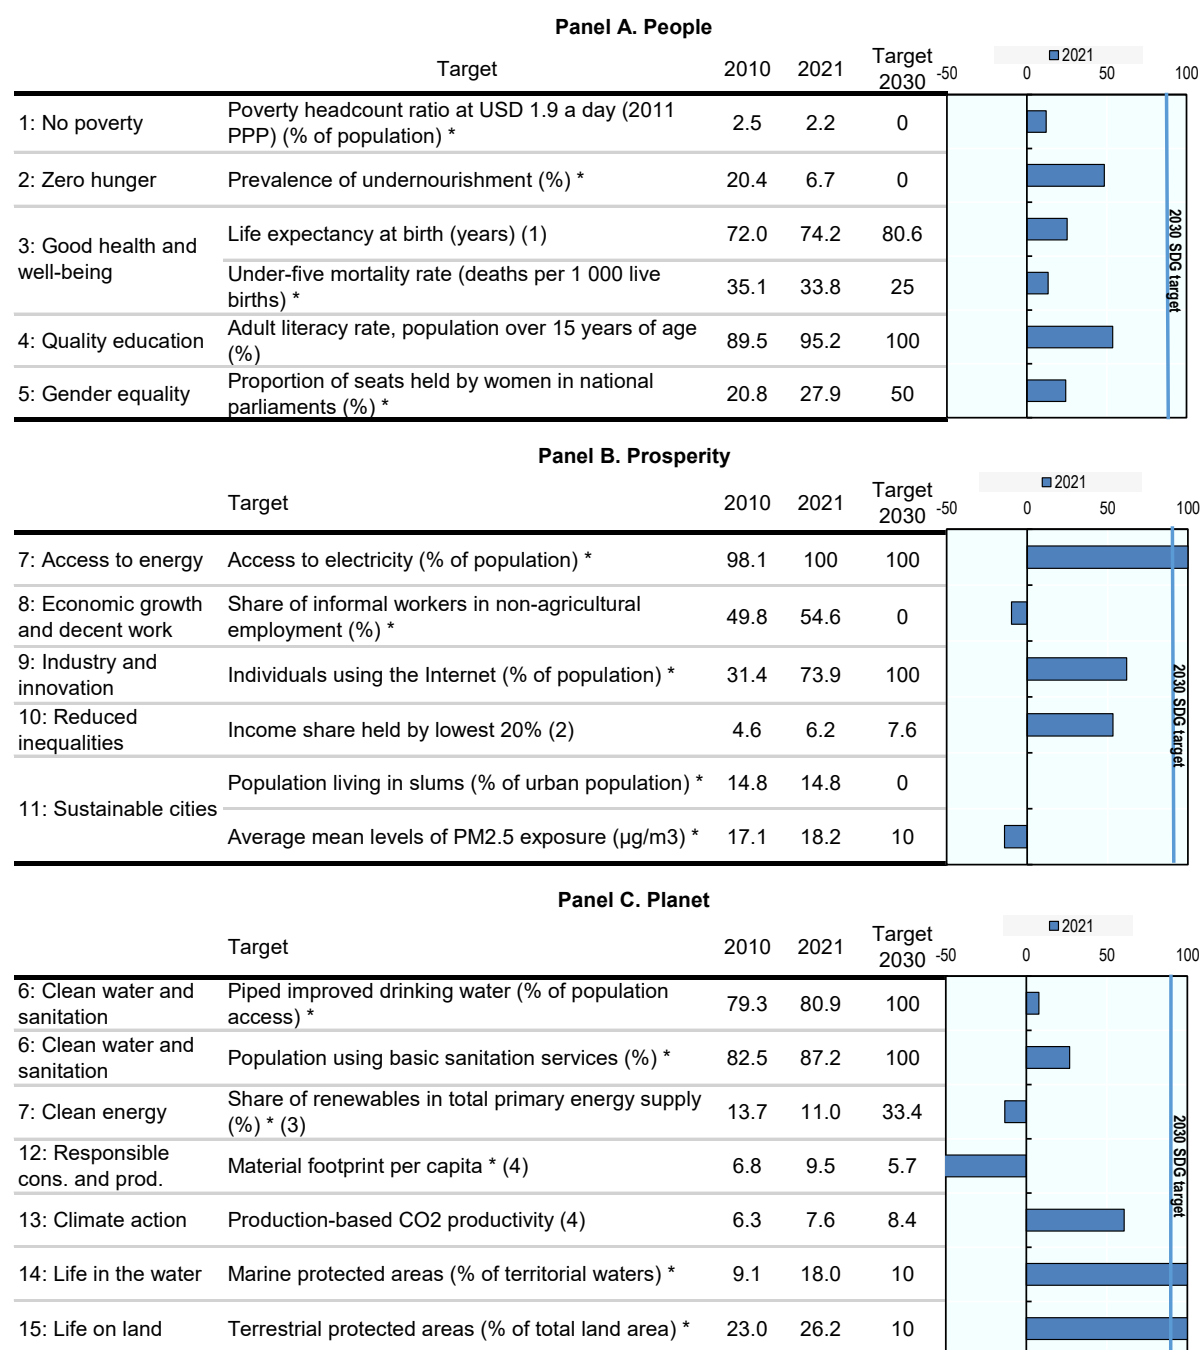 Panel A. People
Target 2010 2021 Target 2030
2021
-50 0 50 100
1: No poverty
Poverty headcount ratio at USD 1.9 a day (2011
PPP) (% of population) *
2.5 2.2 0
2: Zero hunger
Prevalence of undernourishment (%) *
20.4 6.7 0
3: Good health and
well-being
Life expectancy at birth (years) (1)
72.0 74.2 80.6
Under-five mortality rate (deaths per 1 000 live
births) *
35.1 33.8 25
4: Quality education
Adult literacy rate, population over 15 years of age
(%)
89.5 95.2 100
5: Gender equality
Proportion of seats held by women in national
parliaments (%) *
20.8 27.9 50
2030 SDG target
Panel B. Prosperity
Target 2010 2021 Target 2030
2021
-50 0 50 100
7: Access to energy
Access to electricity (% of population) *
98.1 100 100
8: Economic growth
and decent work
Share of informal workers in non-agricultural
employment (%) *
49.8 54.6 0
9: Industry and
innovation
Individuals using the Internet (% of population) *
31.4 73.9 100
10: Reduced
inequalities
Income share held by lowest 20% (2)
4.6 6.2 7.6
11: Sustainable cities
Population living in slums (% of urban population) *
14.8 14.8 0
Average mean levels of PM2.5 exposure (µg/m3) *
17.1 18.2 10
2030 SDG target
Panel C. Planet
Target 2010 2021 Target 2030
2021
-50 0 50 100
6: Clean water and
sanitation
Piped improved drinking water (% of population
access) *
79.3 80.9 100
6: Clean water and
sanitation
Population using basic sanitation services (%) *
82.5 87.2 100
7: Clean energy
Share of renewables in total primary energy supply
(%) * (3)
13.7 11.0 33.4
12: Responsible
cons. and prod.
Material footprint per capita * (4)
6.8 9.5 5.7
13: Climate action
Production-based CO2 productivity (4)
6.3 7.6 8.4
14: Life in the water
Marine protected areas (% of territorial waters) *
9.1 18.0 10
15: Life on land
Terrestrial protected areas (% of total land area) *
23.0 26.2 10
2030 SDG target